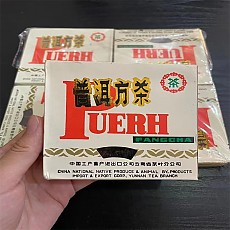 普洱方茶
茶
PUERH
FANGCHA
中国土产畜产进出口公司云南省茶叶分公司
CHINA NATIONAL NATIVE PRODUCE & ANIMAL BY.PRODUCTS
IMPORT & EXPORT CORP. YUNNAN TEA BRANCH